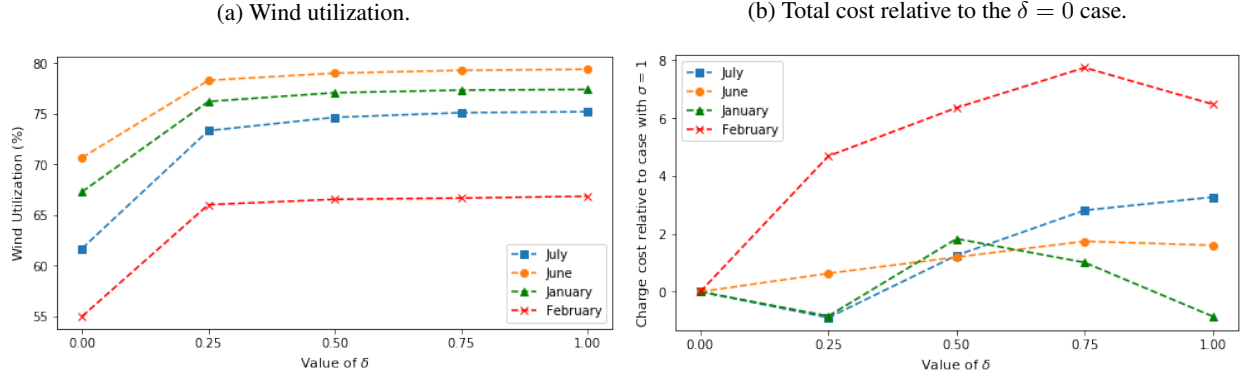 (a) Wind utilization.
(b) Total cost relative to the δ = 0 case.
80
75
70
65
60
55
Wind Utilization (%)
0.00 0.25 0.50 0.75 1.00
Value of δ
July
June
January
February
8
6
4
2
0
Charge cost relative to case with σ = 1
0.00 0.25 0.50 0.75 1.00
Value of δ
July
June
January
February